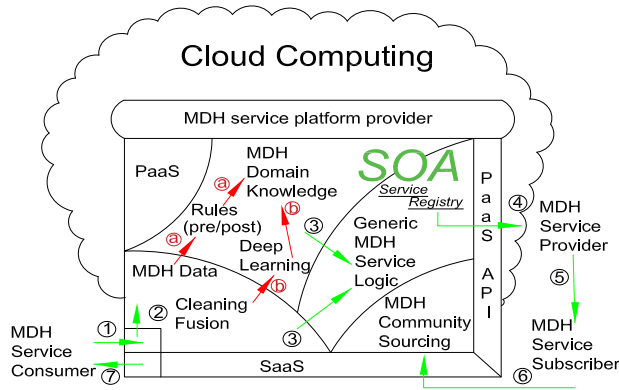 Cloud Computing
MDH service platform provider
PaaS
MDH
Domain
Knowledge
SOA
Service
Registry
ⓐ
Rules
(pre/post)
ⓑ
③
Generic
MDH
Service
Logic
PaaS API
④
MDH
Service
Provider
ⓐ
MDH Data
Deep
Learning
ⓑ
Cleaning
Fusion
③
MDH
Community
Sourcing
⑤
①
②
MDH
Service
Consumer
⑦
SaaS
MDH
Service
Subscriber
⑥